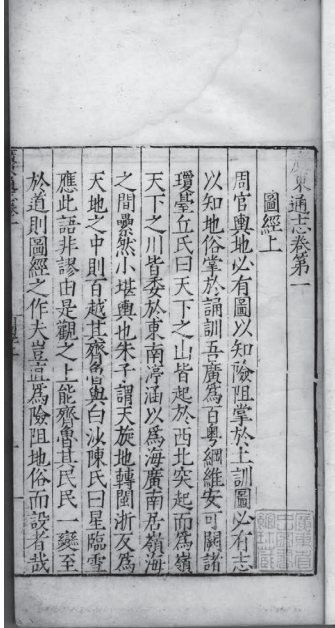 廣東通志卷第一
圖經上
周官輿地必有圖以知險阻掌於土訓圖必有志
以知地俗掌於誦訓吾廣爲百粵綱維安可闕諸
瓊臺丘氏曰天下之山皆起於西北突起而爲嶺
天下之川皆委於東南渟涵以爲海廣南居嶺海
之間纍然小堪輿也朱子謂天旋地轉閩浙反爲
天地之中則百越其齊魯與白沙陳氏曰星臨雪
應此語非謬由是觀之上能齊魯其民民一變至
於道則圖經之作夫豈直爲險阻地俗而設者哉